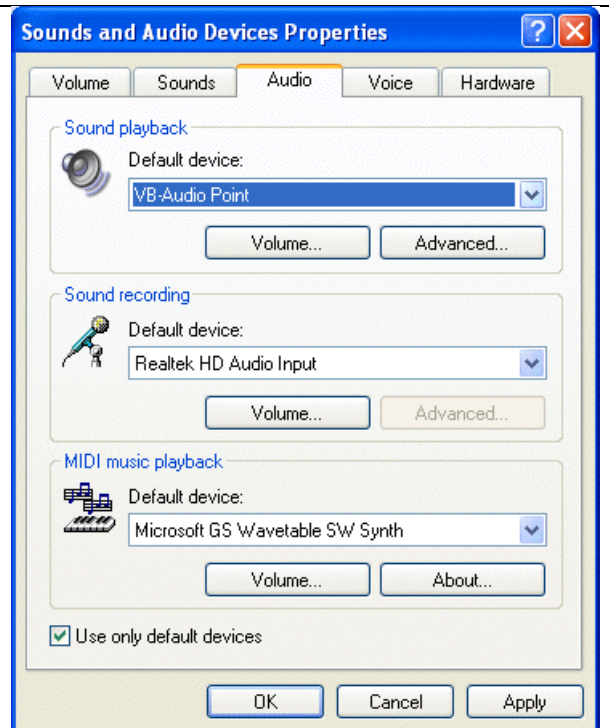 Sounds and Audio Devices Properties
Volume
Sounds
Audio
Voice
Hardware
Sound playback
Default device:
VB-Audio Point
Volume...
Advanced...
Sound recording
Default device:
Realtek HD Audio Input
Volume...
Advanced...
MIDI music playback
Default device:
Microsoft GS Wavetable SW Synth
Volume...
About...
Use only default devices
OK
Cancel
Apply